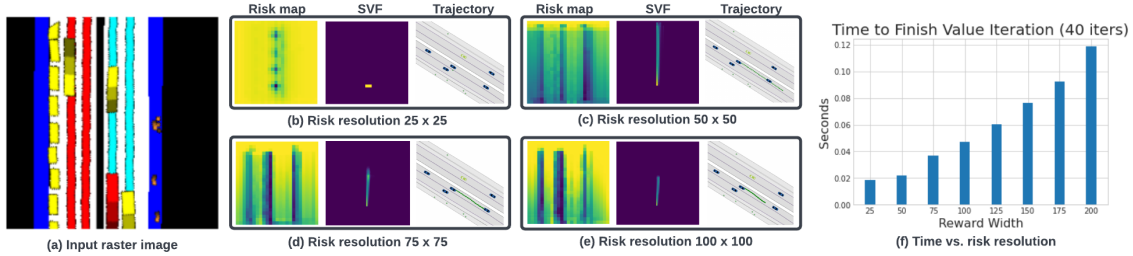 Risk map SVF Trajectory
Risk map SVF Trajectory
(b) Risk resolution 25 x 25
(c) Risk resolution 50 x 50
(d) Risk resolution 75 x 75
(e) Risk resolution 100 x 100
(a) Input raster image
Time to Finish Value Iteration (40 iters)
0.12
0.10
0.08
0.06
0.04
0.02
0.00
Seconds
25 50 75 100 125 150 175 200
Reward Width
(f) Time vs. risk resolution